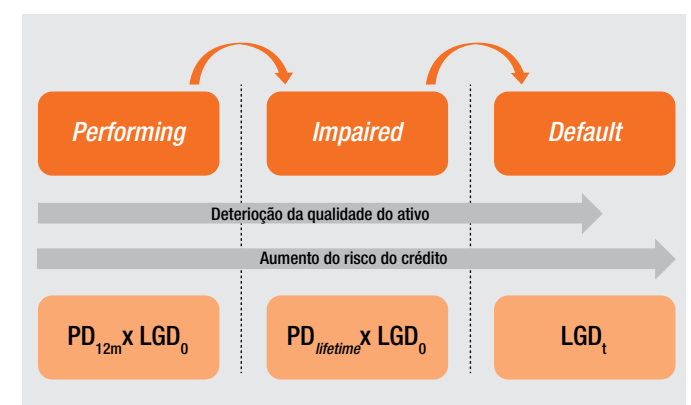 Performing
Impaired
Default
Deterioção da qualidade do ativo
Aumento do risco do crédito
PD12m x LGD0
PDlifetime x LGD0
LGDt